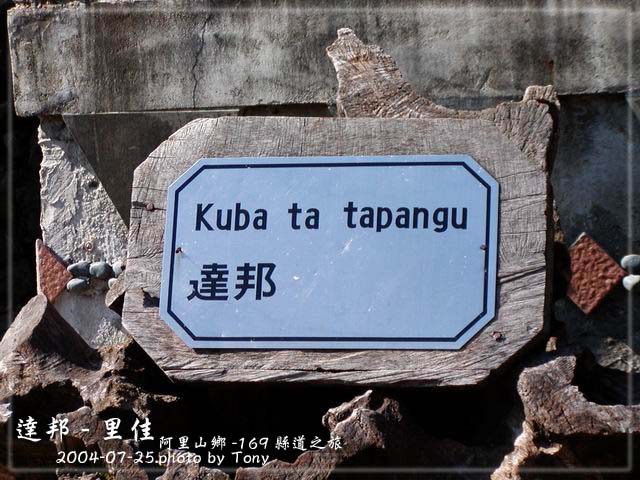 Kuba ta tapangu
達邦
達邦 - 里佳 阿里山鄉 -169 縣道之旅
2004-07-25.photo by Tony